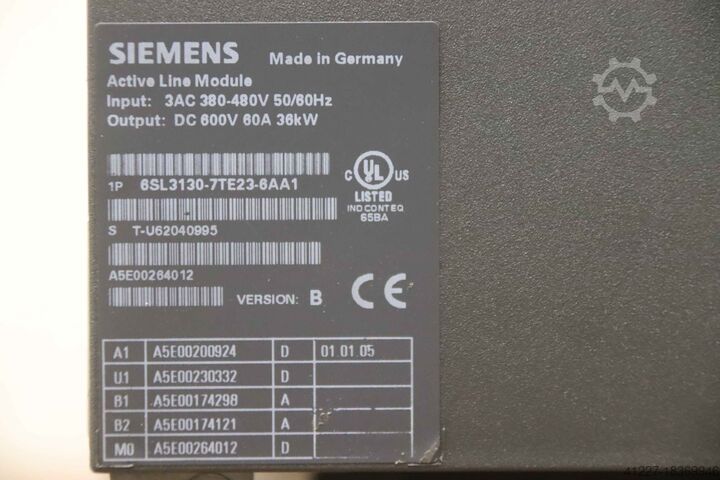 SIEMENS Made in Germany
Active Line Module
Input: 3AC 380-480V 50/60Hz
Output: DC 600V 60A 36kW
1P 6SL3130-7TE23-6AA1
C UL US
LISTED
IND CONT EQ
65BA
S T-U62040995
A5E00264012
VERSION: B CE
A1 A5E00200924 D 01 01 05
U1 A5E00230332 D
B1 A5E00174298 A
B2 A5E00174121 A
M0 A5E00264012 D